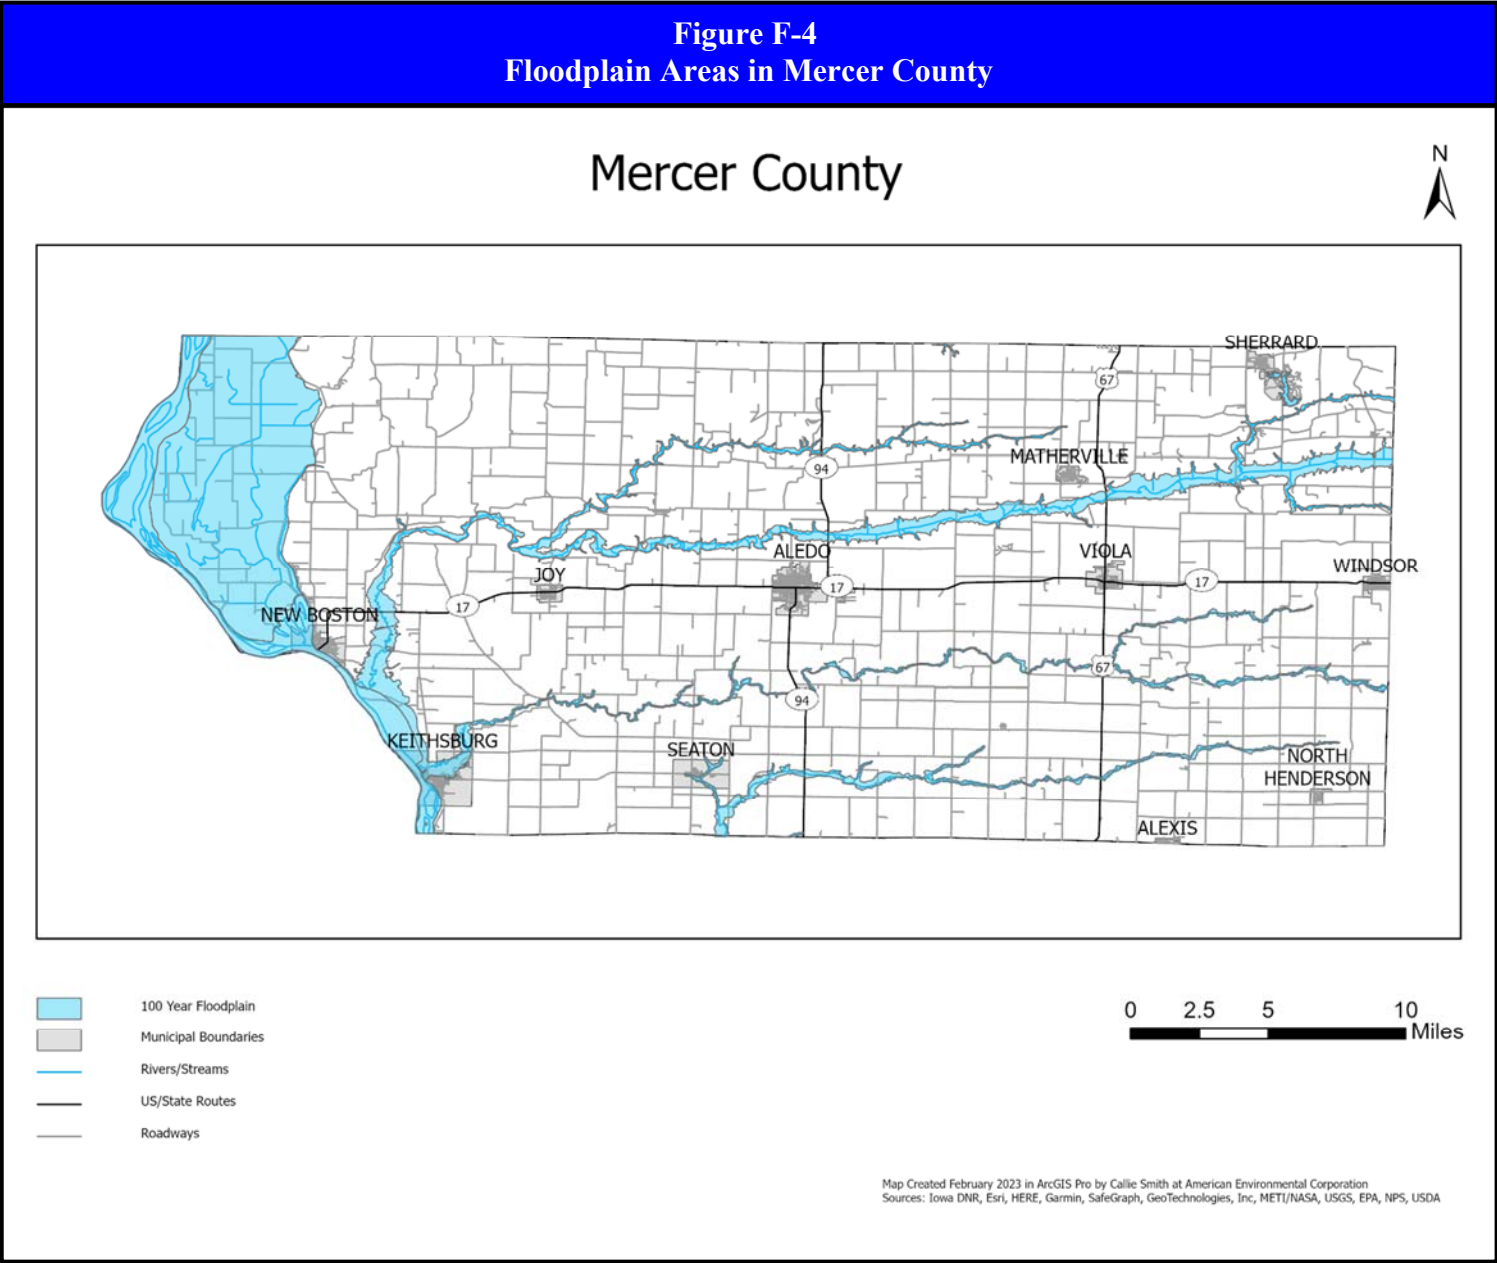 Figure F-4
Floodplain Areas in Mercer County
Mercer County
N
SHERRARD
67
MATHERVILLE
94
ALEDO
VIOLA
WINDSOR
JOY
17
17
17
NEW BOSTON
67
94
KEITHSBURG
SEATON
NORTH
HENDERSON
ALEXIS
100 Year Floodplain
Municipal Boundaries
Rivers/Streams
US/State Routes
Roadways
0 2.5 5 10
Miles
Map Created February 2023 in ArcGIS Pro by Callie Smith at American Environmental Corporation
Sources: Iowa DNR, Esri, HERE, Garmin, SafeGraph, GeoTechnologies, Inc, METI/NASA, USGS, EPA, NPS, USDA